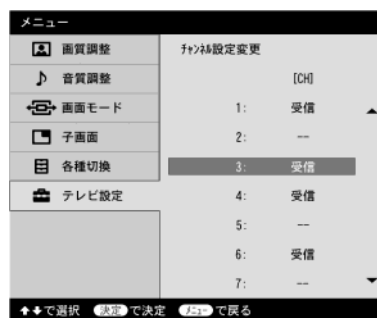 メニュー
画質調整
音質調整
画面モード
子画面
各種切換
テレビ設定
ﾁｬﾝﾈﾙ設定変更
[CH]
1: 受信
2: --
3: 受信
4: 受信
5: --
6: 受信
7: --
で選択 決定 で決定 ﾒﾆｭｰ で戻る